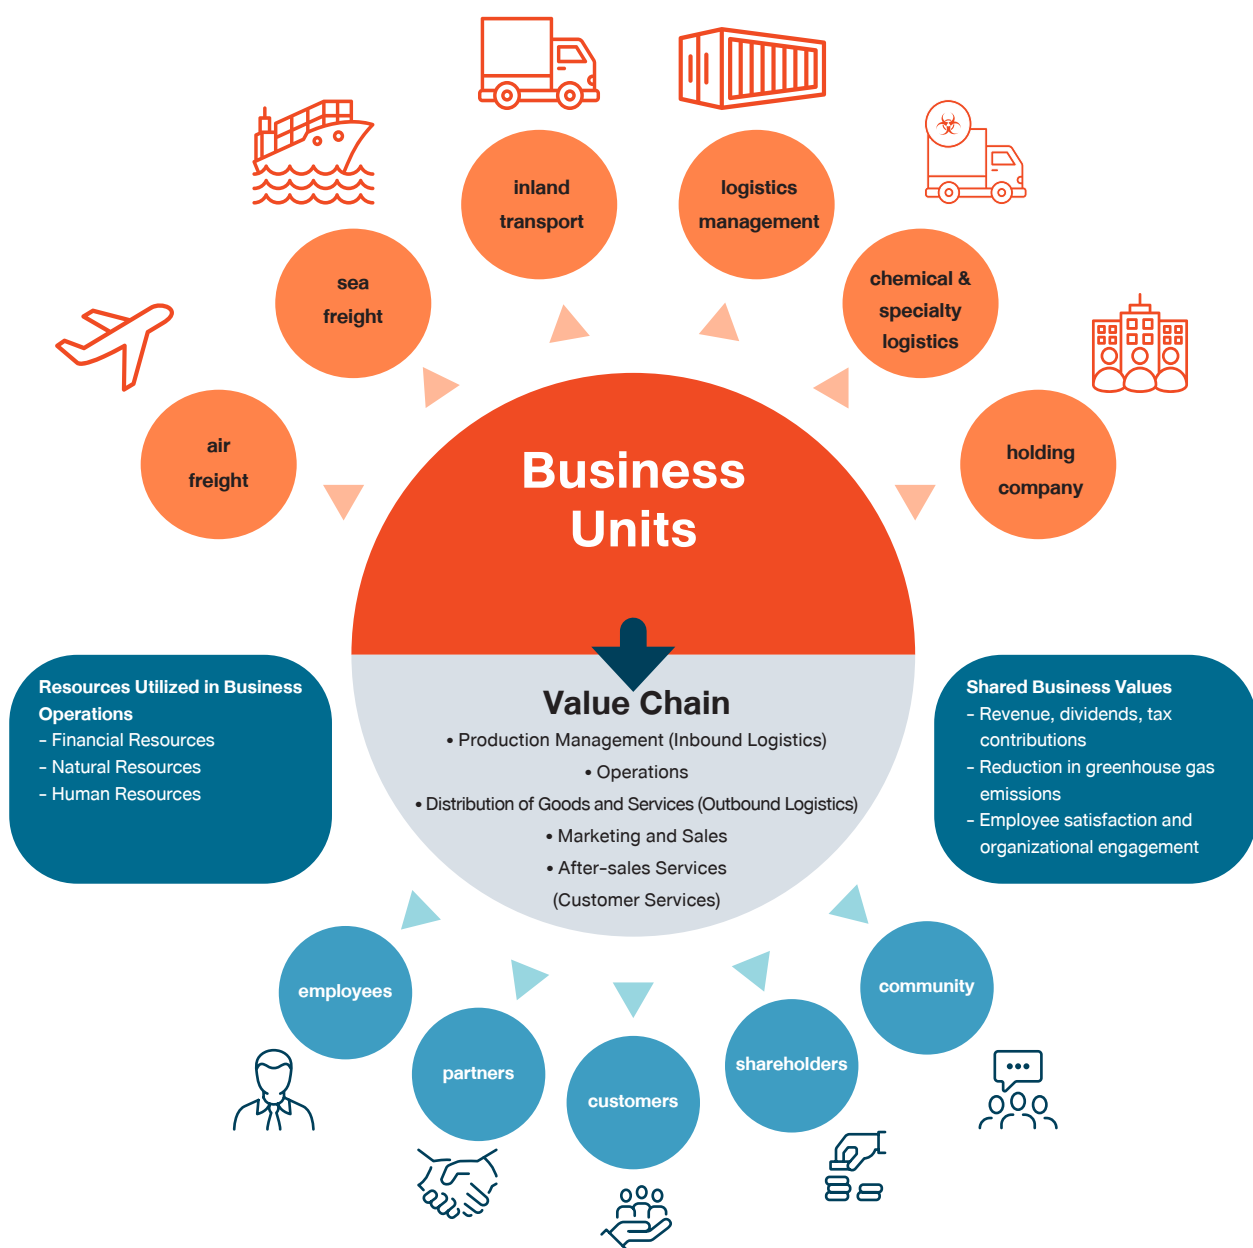 inland
transport
logistics
management
sea
freight
chemical &
specialty
logistics
air
freight
holding
company
Business
Units
Resources Utilized in Business
Operations
- Financial Resources
- Natural Resources
- Human Resources
Value Chain
• Production Management (Inbound Logistics)
• Operations
• Distribution of Goods and Services (Outbound Logistics)
• Marketing and Sales
• After-sales Services
(Customer Services)
Shared Business Values
- Revenue, dividends, tax
contributions
- Reduction in greenhouse gas
emissions
- Employee satisfaction and
organizational engagement
employees
partners
customers
shareholders
community